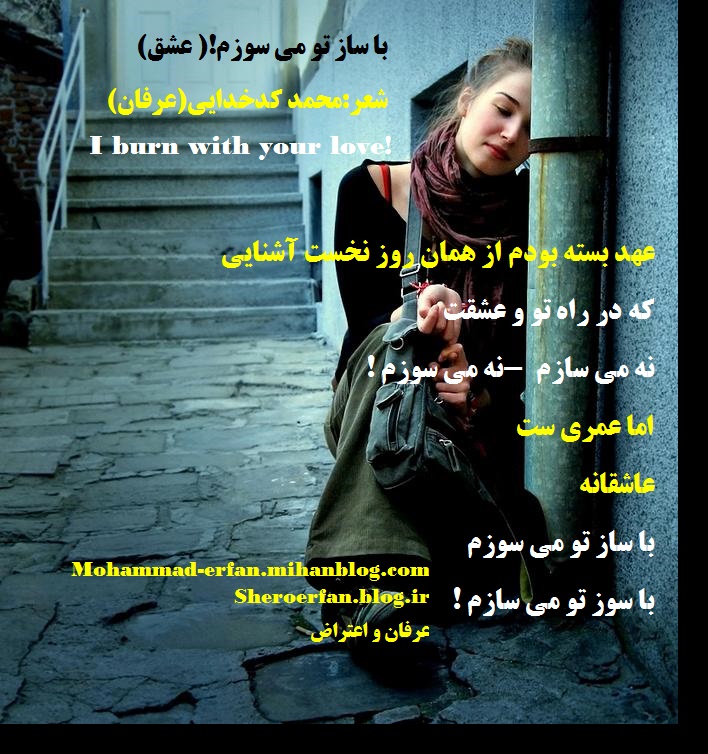 با ساز تو می سوزم!( عشق)
شعر:محمد کدخدایی(عرفان)
I burn with your love!
عهد بسته بودم از همان روز نخست آشنایی
که در راه تو و عشقت
نه می سازم –نه می سوزم !
اما عمری ست
عاشقانه
با ساز تو می سوزم
با سوز تو می سازم !
Mohammad-erfan.mihanblog.com
Sheroerfan.blog.ir
عرفان و اعتراض